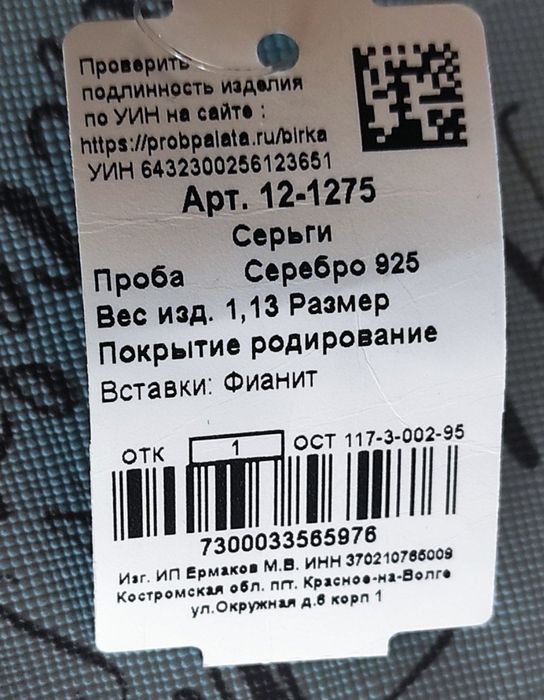 Проверить
подлинность изделия
по УИН на сайте :
https://probpalata.ru/birka
УИН 6432300256123651
Арт. 12-1275
Серьги
Проба Серебро 925
Вес изд. 1,13 Размер
Покрытие родирование
Вставки: Фианит
ОТК 1 ОСТ 117-3-002-95
7300033565976
Изг. ИП Ермаков М.В. ИНН 370210765009
Костромская обл. пгт. Красное-на-Волге
ул.Окружная д.6 корп 1